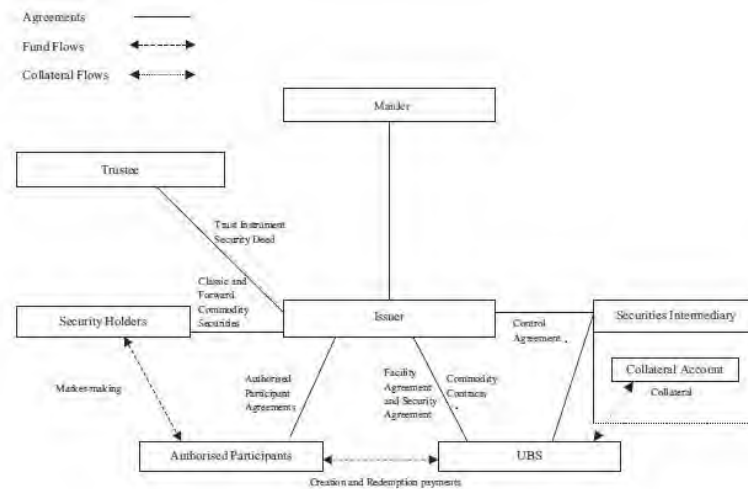 Agreements
Fund Flows
Collateral Flows
Manager
Trustee
Trust Instrument
Security Deed
Classic and
Forward
Commodity
Securities
Security Holders
Issuer
Securities Intermediary
Control
Agreement
Collateral Account
Collateral
Market-making
Authorised
Participant
Agreements
Facility
Agreement
and Security
Agreement
Commodity
Contracts
Authorised Participants
UBS
Creation and Redemption payments